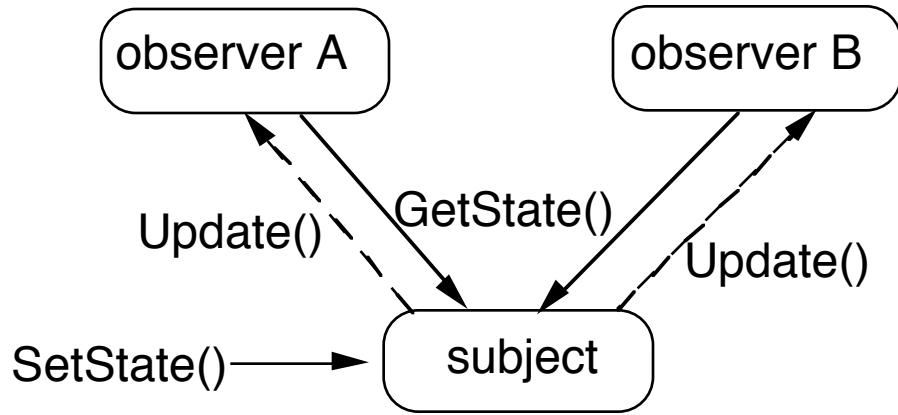 observer A
observer B
GetState()
Update()
Update()
SetState()
subject